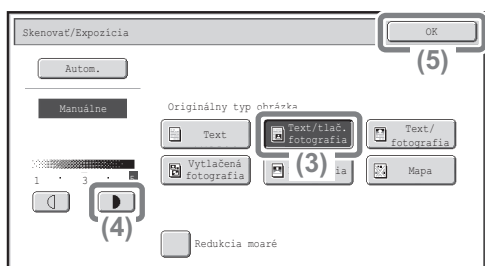 Skenovať/Expozícia
OK
(5)
Autom.
Manuálne
Originálny typ obrázka
Text
Text/tlač.
fotografia
Text/
fotografia
Vytlačená
fotografia
(3)
Mapa
1 3
(4)
Redukcia moaré